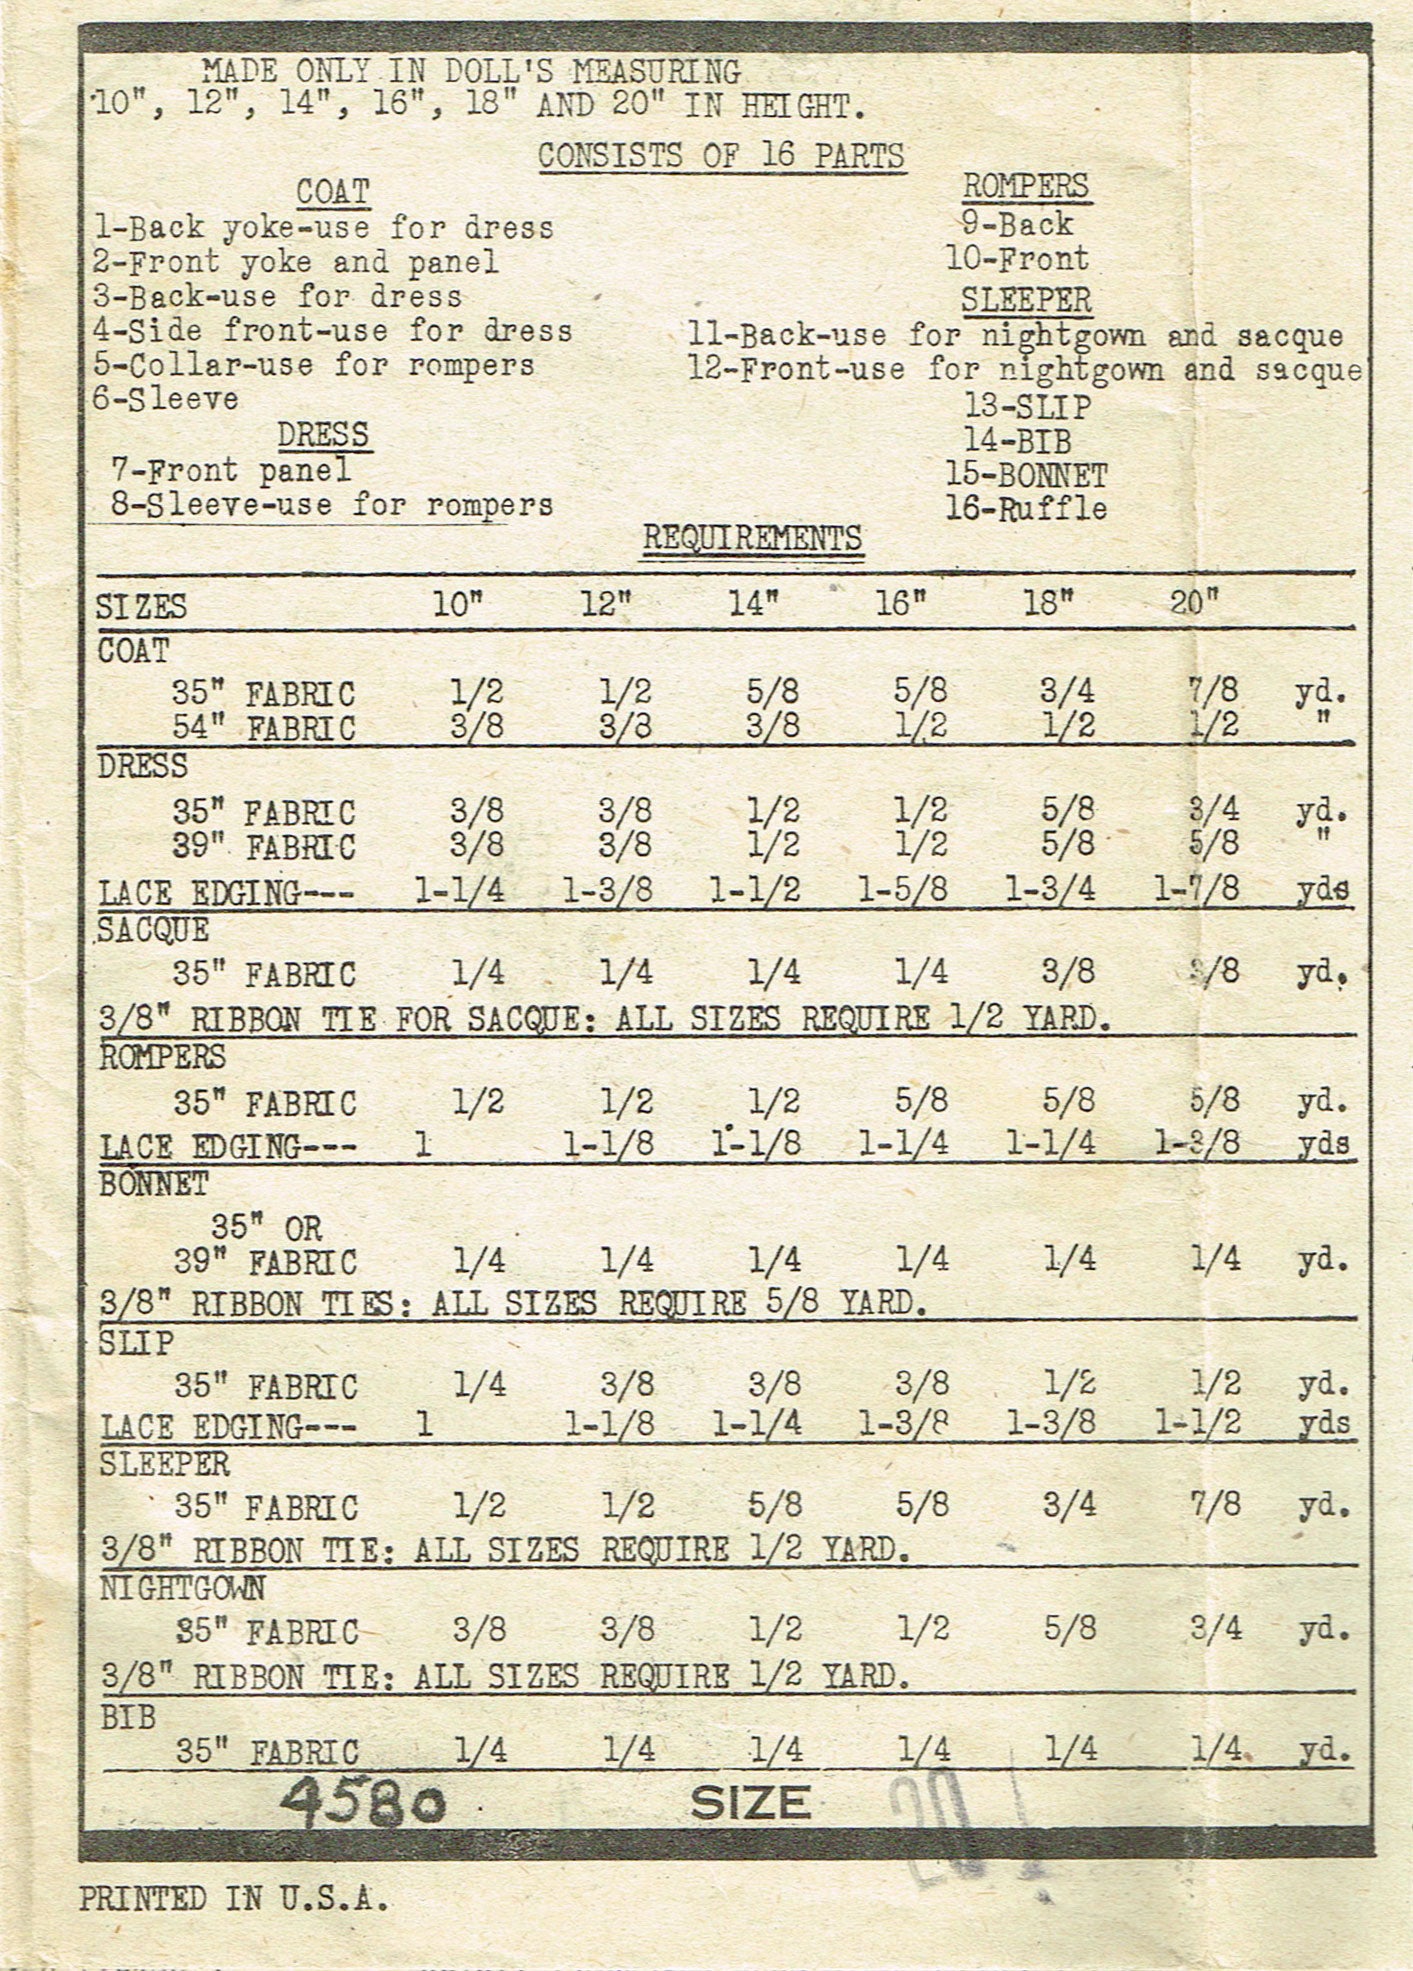 MADE ONLY IN DOLL'S MEASURING
10", 12", 14", 16", 18" AND 20" IN HEIGHT.
CONSISTS OF 16 PARTS
COAT
1-Back yoke-use for dress
2-Front yoke and panel
3-Back-use for dress
4-Side front-use for dress
5-Collar-use for rompers
6-Sleeve
DRESS
7-Front panel
8-Sleeve-use for rompers
ROMPERS
9-Back
10-Front
SLEEPER
11-Back-use for nightgown and sacque
12-Front-use for nightgown and sacque
13-SLIP
14-BIB
15-BONNET
16-Ruffle
REQUIREMENTS
SIZES 10" 12" 14" 16" 18" 20"
COAT
35" FABRIC 1/2 1/2 5/8 5/8 3/4 7/8 yd.
54" FABRIC 3/8 3/8 3/8 1/2 1/2 1/2 "
DRESS
35" FABRIC 3/8 3/8 1/2 1/2 5/8 3/4 yd.
39" FABRIC 3/8 3/8 1/2 1/2 5/8 5/8 "
LACE EDGING--- 1-1/4 1-3/8 1-1/2 1-5/8 1-3/4 1-7/8 yds
SACQUE
35" FABRIC 1/4 1/4 1/4 1/4 3/8 3/8 yd.
3/8" RIBBON TIE FOR SACQUE: ALL SIZES REQUIRE 1/2 YARD.
ROMPERS
35" FABRIC 1/2 1/2 1/2 5/8 5/8 5/8 yd.
LACE EDGING--- 1 1-1/8 1-1/8 1-1/4 1-1/4 1-3/8 yds
BONNET
35" OR
39" FABRIC 1/4 1/4 1/4 1/4 1/4 1/4 yd.
3/8" RIBBON TIES: ALL SIZES REQUIRE 5/8 YARD.
SLIP
35" FABRIC 1/4 3/8 3/8 3/8 1/2 1/2 yd.
LACE EDGING--- 1 1-1/8 1-1/4 1-3/8 1-3/8 1-1/2 yds
SLEEPER
35" FABRIC 1/2 1/2 5/8 5/8 3/4 7/8 yd.
3/8" RIBBON TIE: ALL SIZES REQUIRE 1/2 YARD.
NIGHTGOWN
35" FABRIC 3/8 3/8 1/2 1/2 5/8 3/4 yd.
3/8" RIBBON TIE: ALL SIZES REQUIRE 1/2 YARD.
BIB
35" FABRIC 1/4 1/4 1/4 1/4 1/4 1/4 yd.
4580 SIZE 20
PRINTED IN U.S.A.